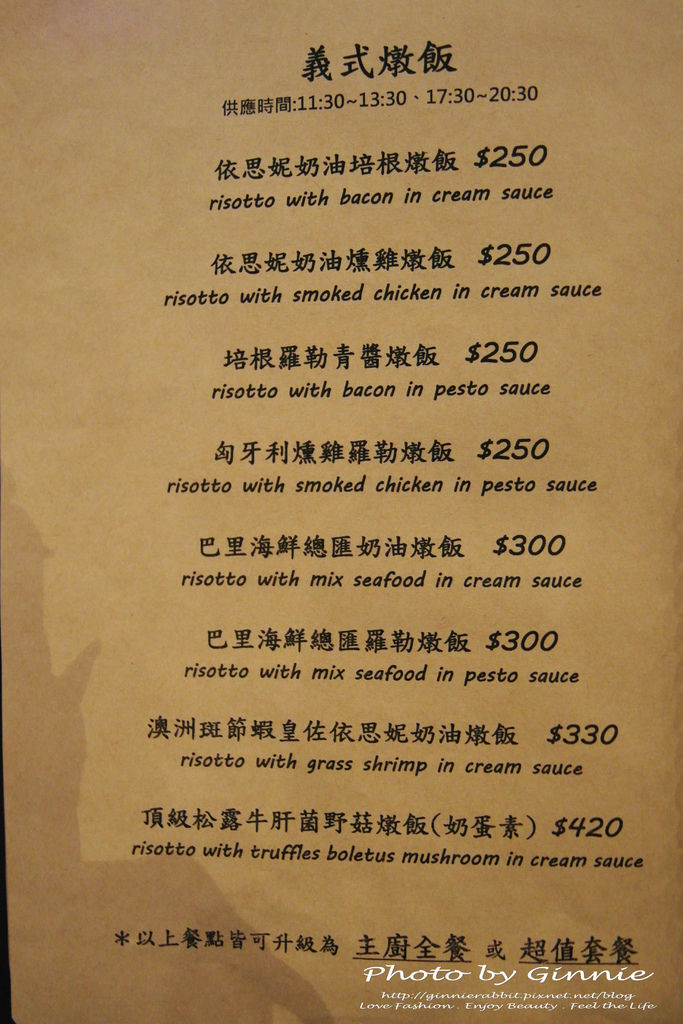 義式燉飯
供應時間:11:30~13:30、17:30~20:30
依思妮奶油培根燉飯 $250
risotto with bacon in cream sauce
依思妮奶油燻雞燉飯 $250
risotto with smoked chicken in cream sauce
培根羅勒青醬燉飯 $250
risotto with bacon in pesto sauce
匈牙利燻雞羅勒燉飯 $250
risotto with smoked chicken in pesto sauce
巴里海鮮總匯奶油燉飯 $300
risotto with mix seafood in cream sauce
巴里海鮮總匯羅勒燉飯 $300
risotto with mix seafood in pesto sauce
澳洲斑節蝦皇佐依思妮奶油燉飯 $330
risotto with grass shrimp in cream sauce
頂級松露牛肝菌野菇燉飯(奶蛋素) $420
risotto with truffles boletus mushroom in cream sauce
＊以上餐點皆可升級為 主廚全餐 或 超值套餐
Photo by Ginnie
http://ginnierabbit.pixnet.net/blog
Love Fashion . Enjoy Beauty . Feel the Life